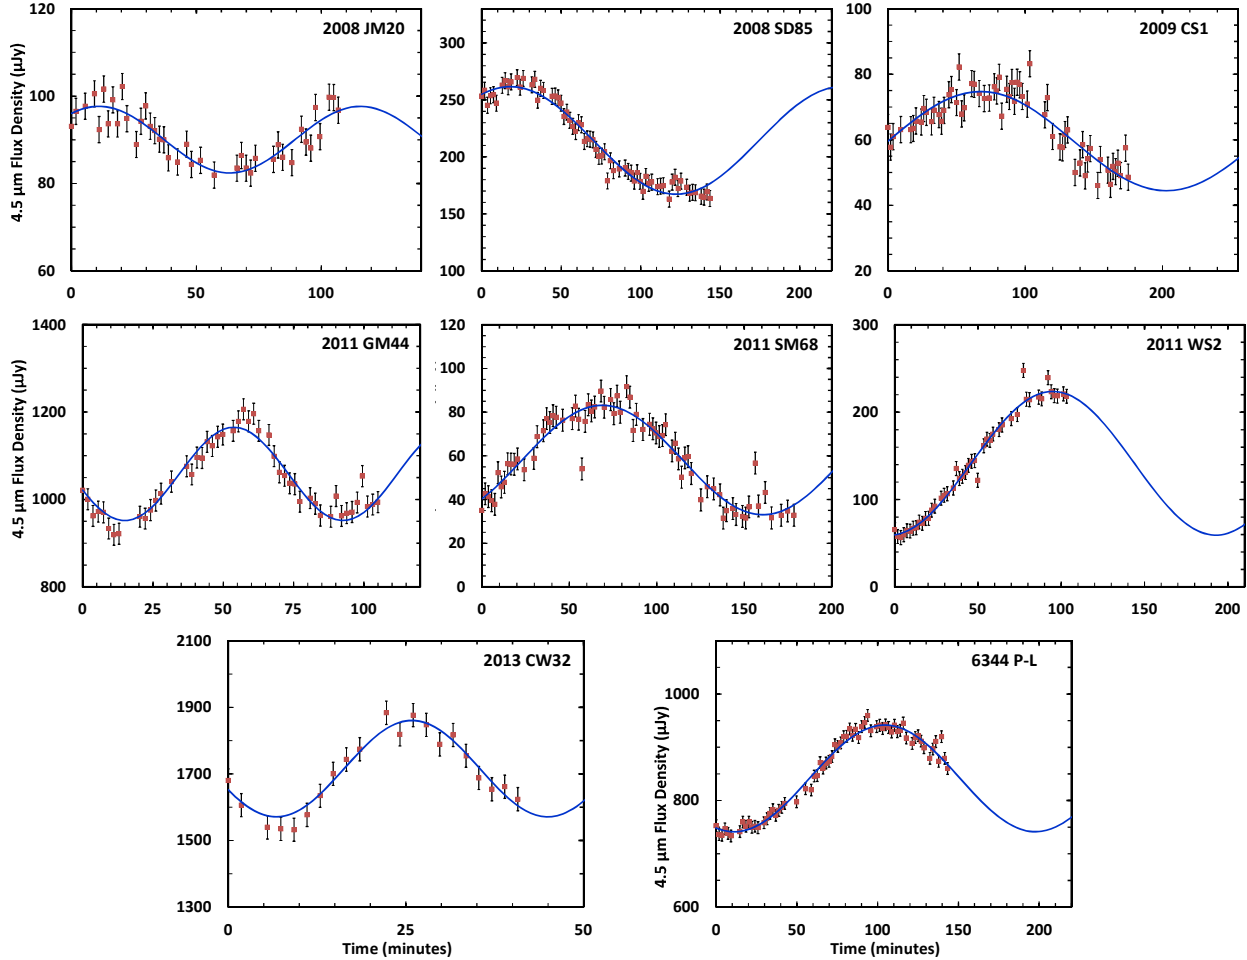 2008 JM20
2008 SD85
2009 CS1
4.5 µm Flux Density (µJy)
120
100
80
60
0 50 100
300
250
200
150
100
0 50 100 150 200
100
80
60
40
20
0 100 200
2011 GM44
2011 SM68
2011 WS2
4.5 µm Flux Density (µJy)
1400
1200
1000
800
0 25 50 75 100
120
100
80
60
40
20
0
0 50 100 150 200
300
200
100
0
0 50 100 150 200
2013 CW32
6344 P-L
2100
1900
1700
1500
1300
0 25 50
Time (minutes)
4.5 µm Flux Density (µJy)
1000
800
600
0 50 100 150 200
Time (minutes)